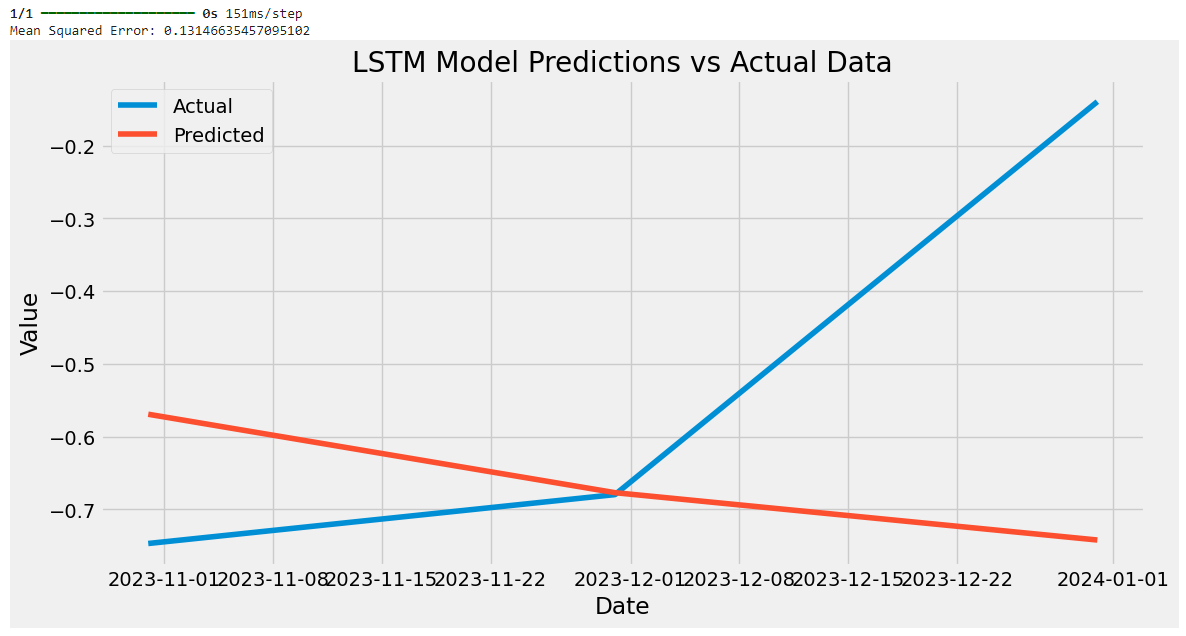 1/1 ━━━━━━━━━━━━━━━━━━━━ 0s 151ms/step
Mean Squared Error: 0.13146635457095102
LSTM Model Predictions vs Actual Data
Actual
Predicted
−0.2
−0.3
−0.4
−0.5
−0.6
−0.7
Value
2023-11-01 2023-11-08 2023-11-15 2023-11-22 2023-12-01 2023-12-08 2023-12-15 2023-12-22 2024-01-01
Date